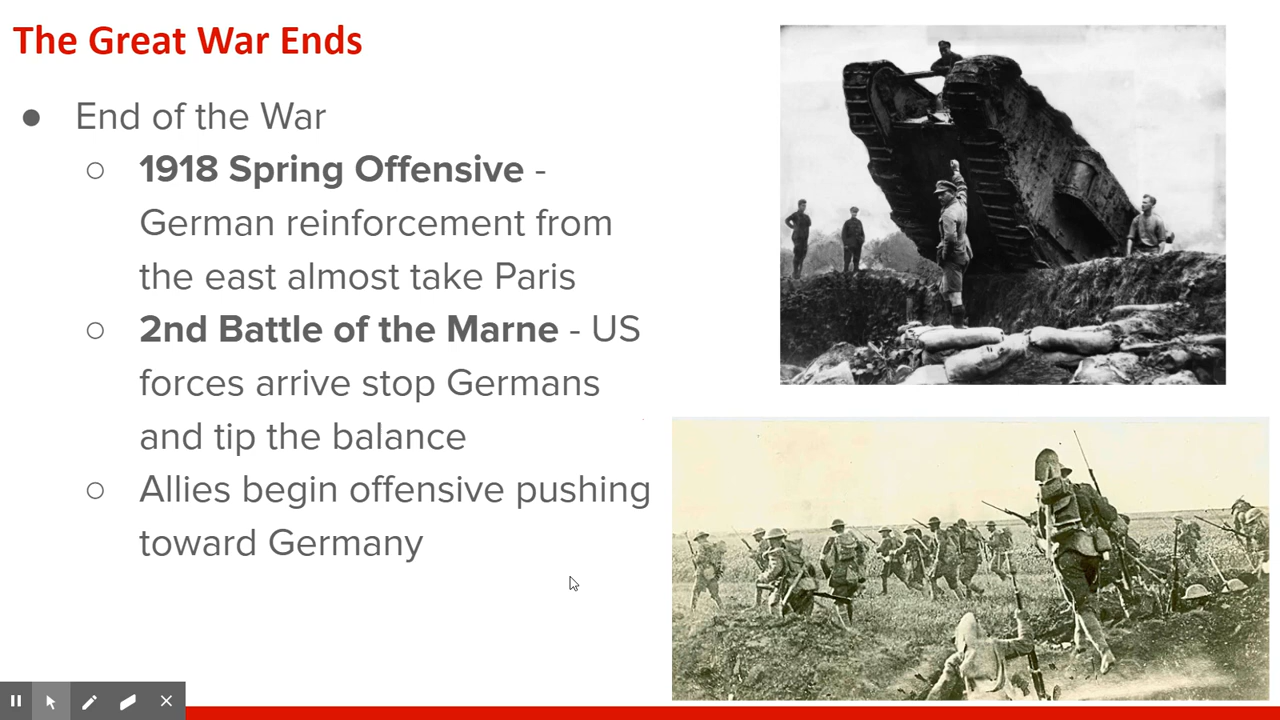 The Great War Ends
● End of the War
○ 1918 Spring Offensive -
German reinforcement from
the east almost take Paris
○ 2nd Battle of the Marne - US
forces arrive stop Germans
and tip the balance
○ Allies begin offensive pushing
toward Germany